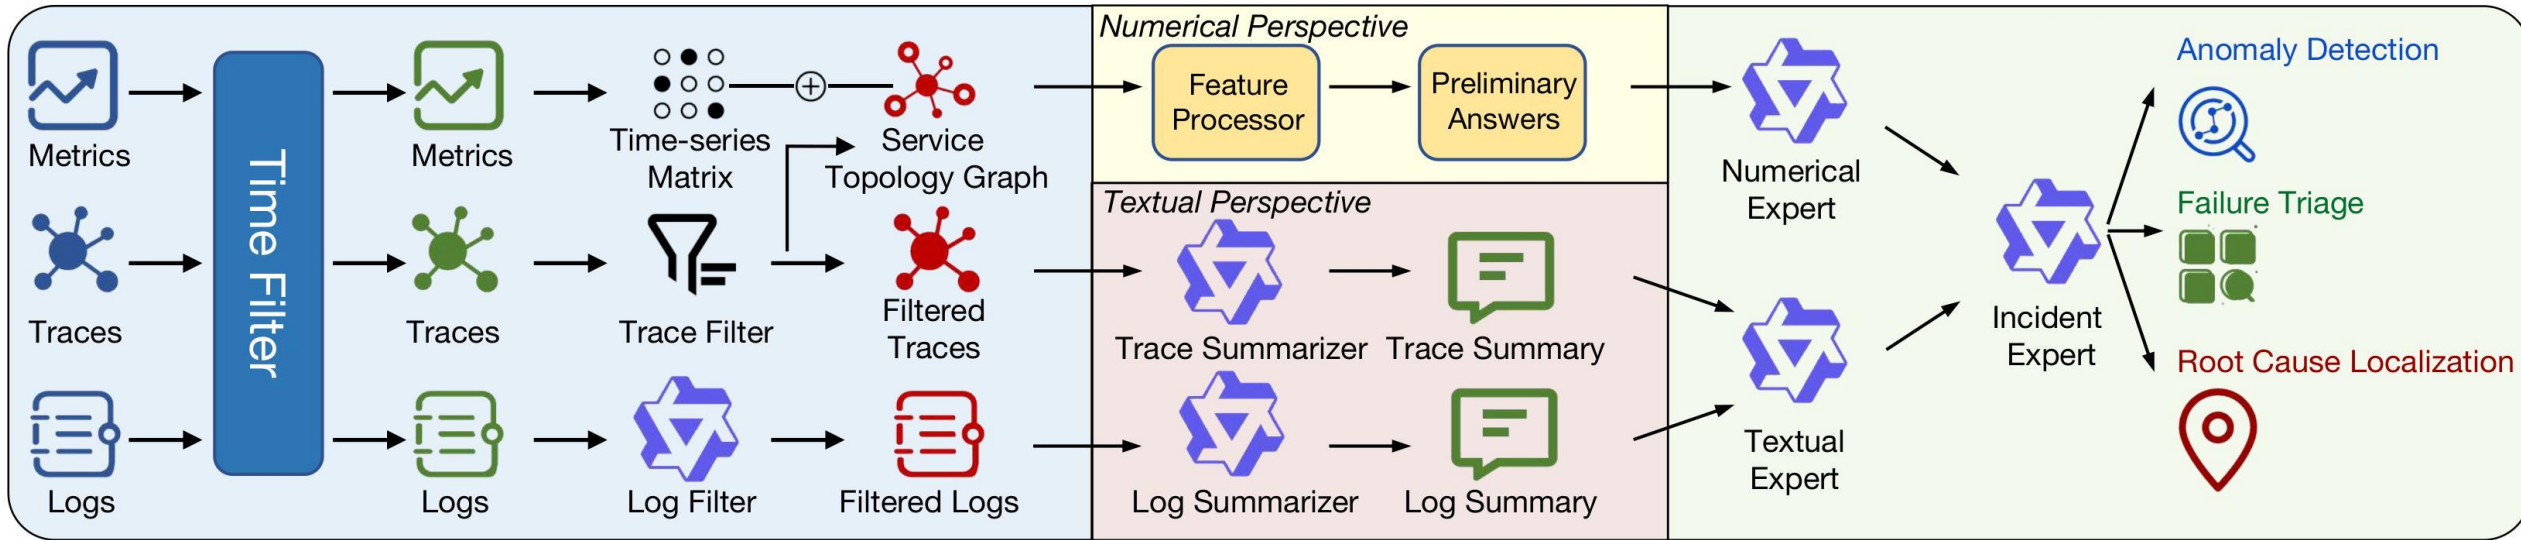 Metrics
Traces
Logs
Time Filter
Metrics
Traces
Logs
Time-series
Matrix
Service
Topology Graph
Trace Filter
Filtered
Traces
Log Filter
Filtered Logs
Numerical Perspective
Feature
Processor
Preliminary
Answers
Textual Perspective
Trace Summarizer
Trace Summary
Log Summarizer
Log Summary
Numerical
Expert
Textual
Expert
Incident
Expert
Anomaly Detection
Failure Triage
Root Cause Localization